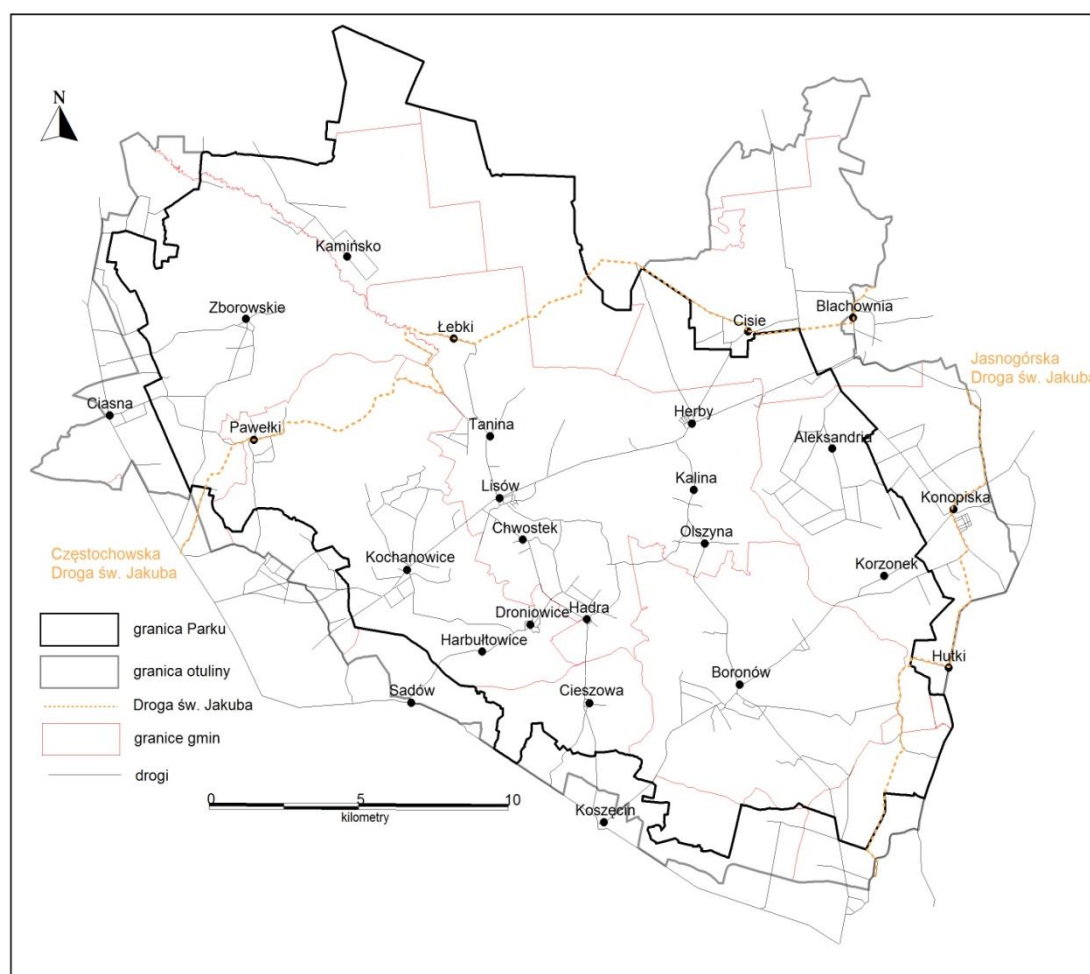 N
Kamińsko
Zborowskie
Łebki
Cisie
Blachownia
Jasnogórska
Droga św. Jakuba
Ciasna
Pawełki
Tanina
Herby
Aleksandria
Lisów
Kalina
Konopiska
Chwostek
Olszyna
Częstochowska
Droga św. Jakuba
Kochanowice
Korzonek
Droniowice
Hadra
Harbułtowice
Hutki
Boronów
Sadów
Cieszowa
Koszęcin
granica Parku
granica otuliny
Droga św. Jakuba
granice gmin
drogi
0 5 10
kilometry